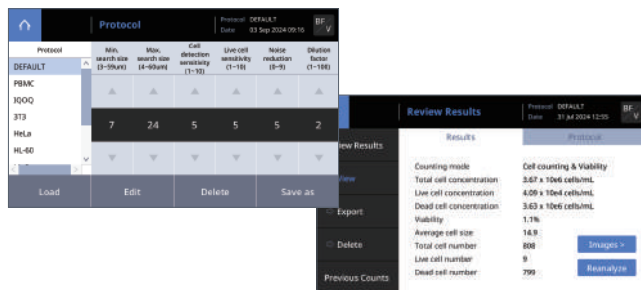 Protocol
Protocol DEFAULT
Date 03 Sep 2024 09:16
BF
V
Protocol
Min. search size (3~59um)
Max. search size (4~60um)
Cell detection sensitivity (1~10)
Live cell sensitivity (1~10)
Noise reduction (0~9)
Dilution factor (1~100)
DEFAULT
PBMC
JQOQ
313
HeLa
HL-60
7 24 5 5 5 2
Load Edit Delete Save as
Review Results
Protocol DEFAULT
Date 31 Jul 2024 12:55
BF
V
iew Results
View
Export
Delete
Previous Counts
Results Protocol
Counting mode Cell counting & Viability
Total cell concentration 3.67 x 10e6 cells/mL
Live cell concentration 4.09 x 10e4 cells/mL
Dead cell concentration 3.63 x 10e6 cells/mL
Viability 1.1%
Average cell size 14.9
Total cell number 808
Live cell number 9
Dead cell number 799
Images >
Reanalyze